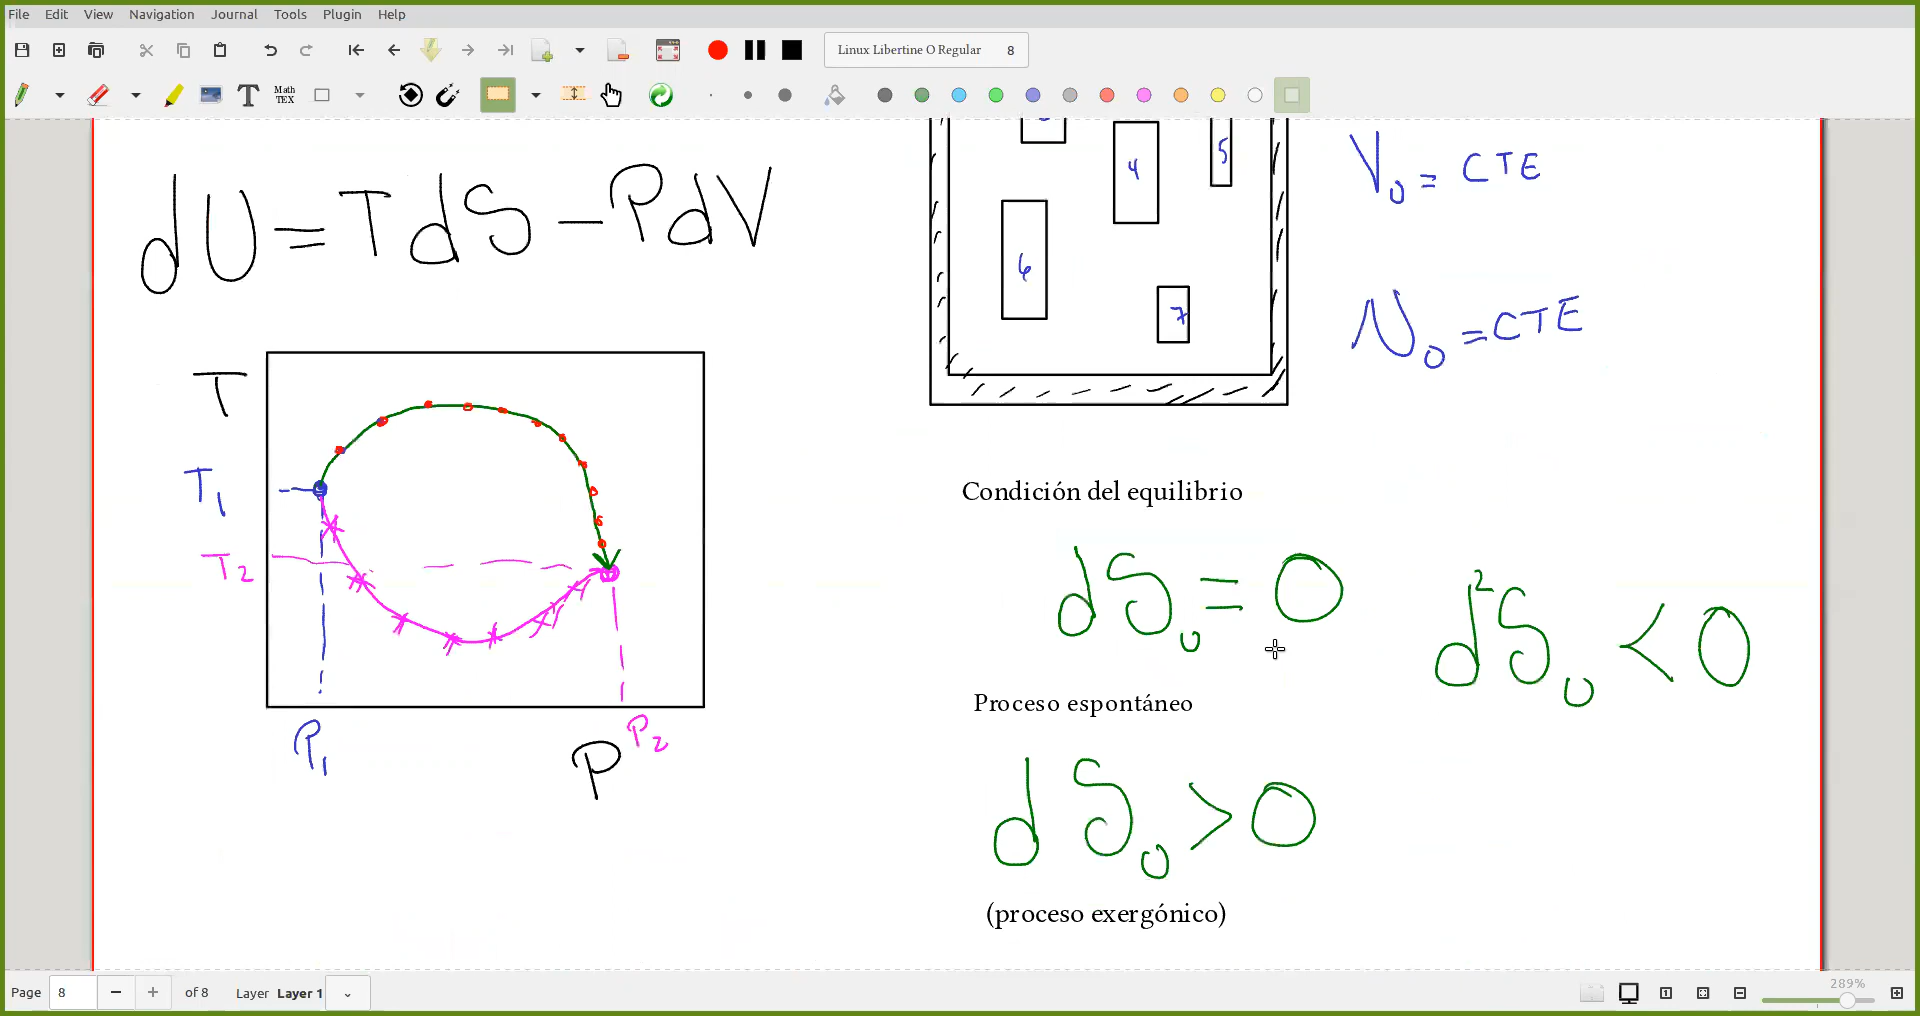 File Edit View Navigation Journal Tools Plugin Help
Linux Libertine O Regular 8
T Math TEX
dU = TdS - PdV
T
T1
T2
P1
P
P2
4
5
6
7
V0 = CTE
N0 = CTE
Condición del equilibrio
dS0 = 0
d²S0 < 0
Proceso espontáneo
dS0 > 0
(proceso exergónico)
Page 8 of 8 Layer Layer 1
289%